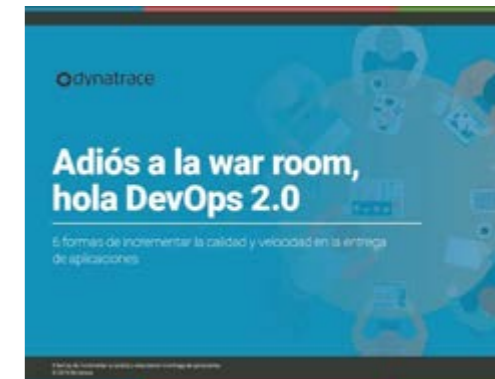 dynatrace
Adiós a la war room,
hola DevOps 2.0
6 formas de incrementar la calidad y velocidad en la entrega
de aplicaciones